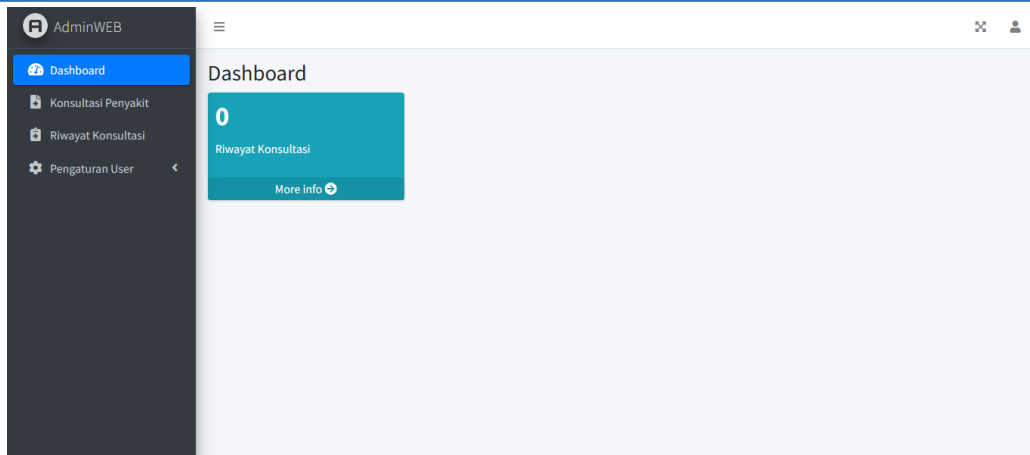 AdminWEB
Dashboard
Konsultasi Penyakit
Riwayat Konsultasi
Pengaturan User
Dashboard
0
Riwayat Konsultasi
More info